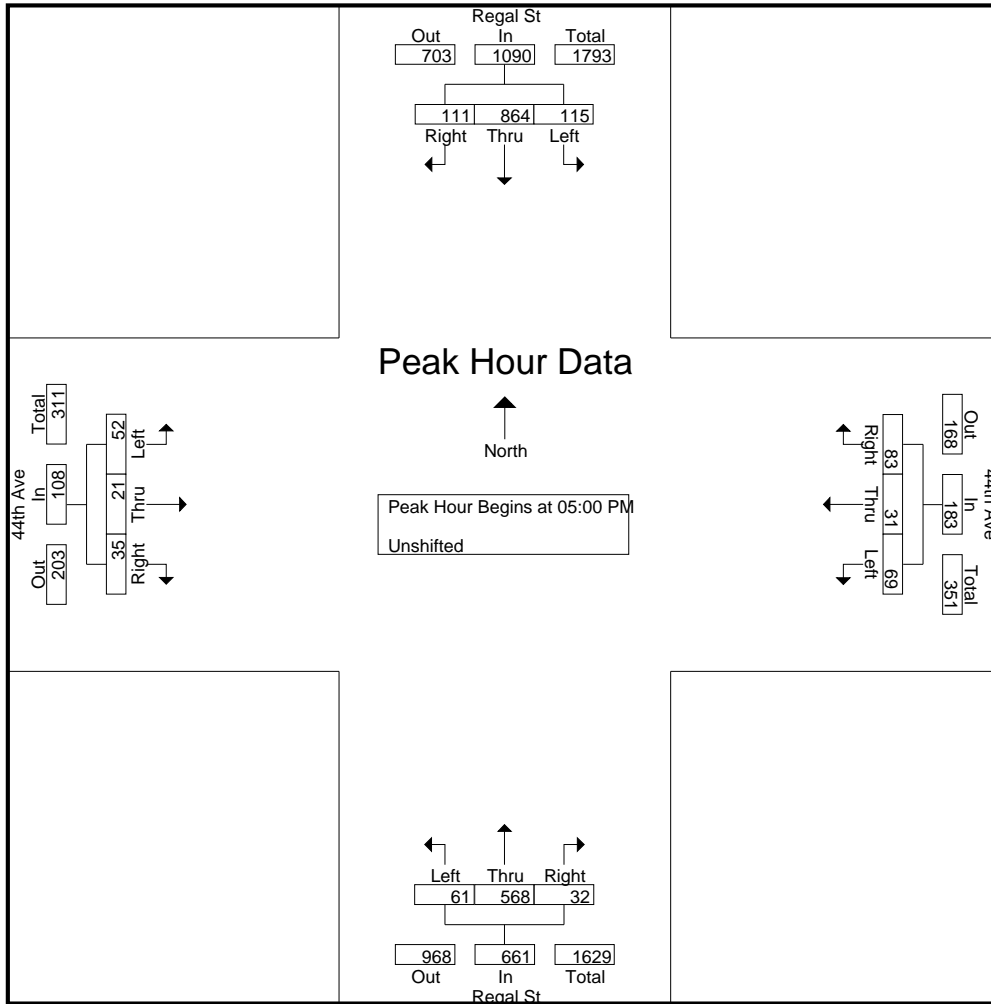 Regal St
Out In Total
703 1090 1793
111 864 115
Right Thru Left
Peak Hour Data
North
Peak Hour Begins at 05:00 PM
Unshifted
44th Ave
Total In Out
311 108 203
52 21 35
Left Thru Right
Right Thru Left
83 31 69
Out In Total
168 183 351
44th Ave
Left Thru Right
61 568 32
968 661 1629
Out In Total
Regal St